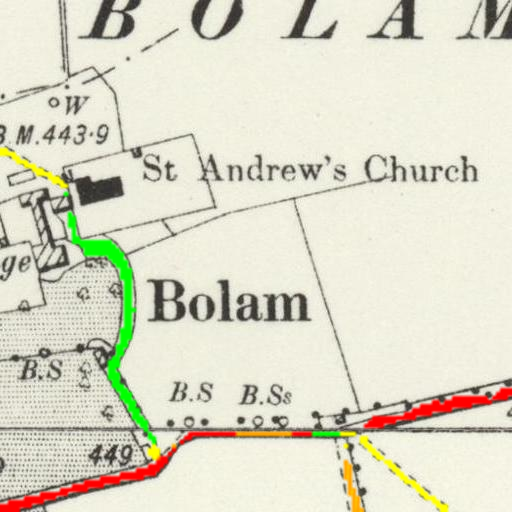 BOLAM
W
B.M. 443·9
St Andrew's Church
ge
Bolam
B.S
B.S B.Ss
449